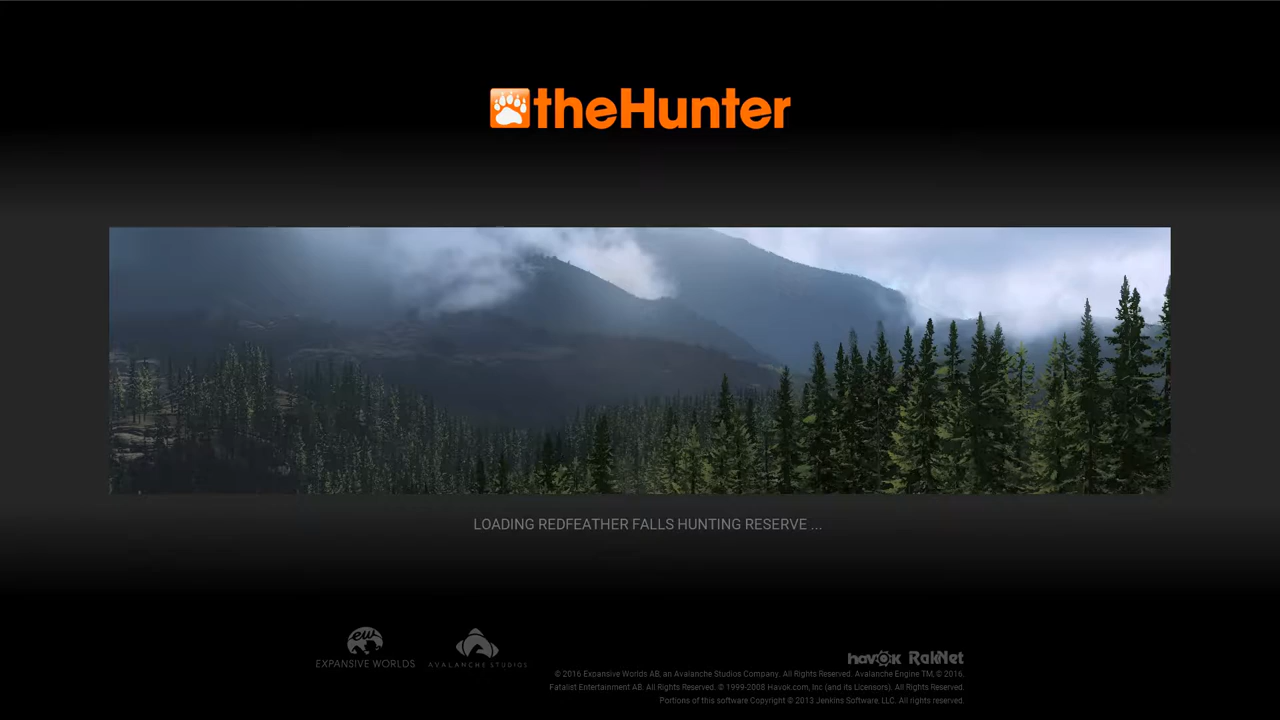 theHunter
LOADING REDFEATHER FALLS HUNTING RESERVE ...
ew
EXPANSIVE WORLDS
AVALANCHE STUDIOS
havok RakNet
© 2016 Expansive Worlds AB, an Avalanche Studios Company. All Rights Reserved. Avalanche Engine TM, © 2016.
Fatalist Entertainment AB. All Rights Reserved. © 1999-2008 Havok.com, Inc (and its Licensors). All Rights Reserved.
Portions of this software Copyright © 2013 Jenkins Software, LLC. All rights reserved.